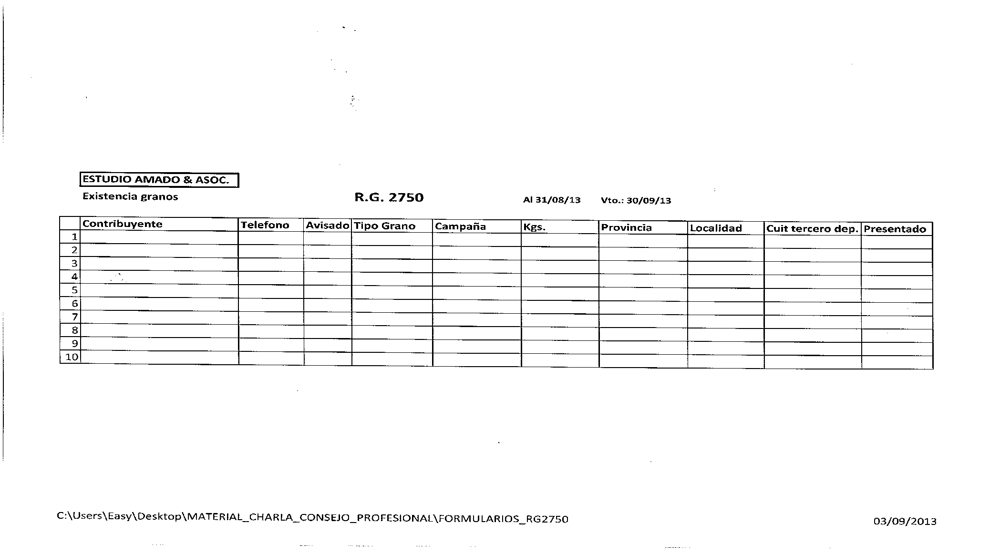 ESTUDIO AMADO & ASOC.
Existencia granos R.G. 2750 Al 31/08/13 Vto.: 30/09/13
Contribuyente Telefono Avisado Tipo Grano Campaña Kgs. Provincia Localidad Cuit tercero dep. Presentado
1
2
3
4
5
6
7
8
9
10
C:\Users\Easy\Desktop\MATERIAL_CHARLA_CONSEJO_PROFESIONAL\FORMULARIOS_RG2750 03/09/2013